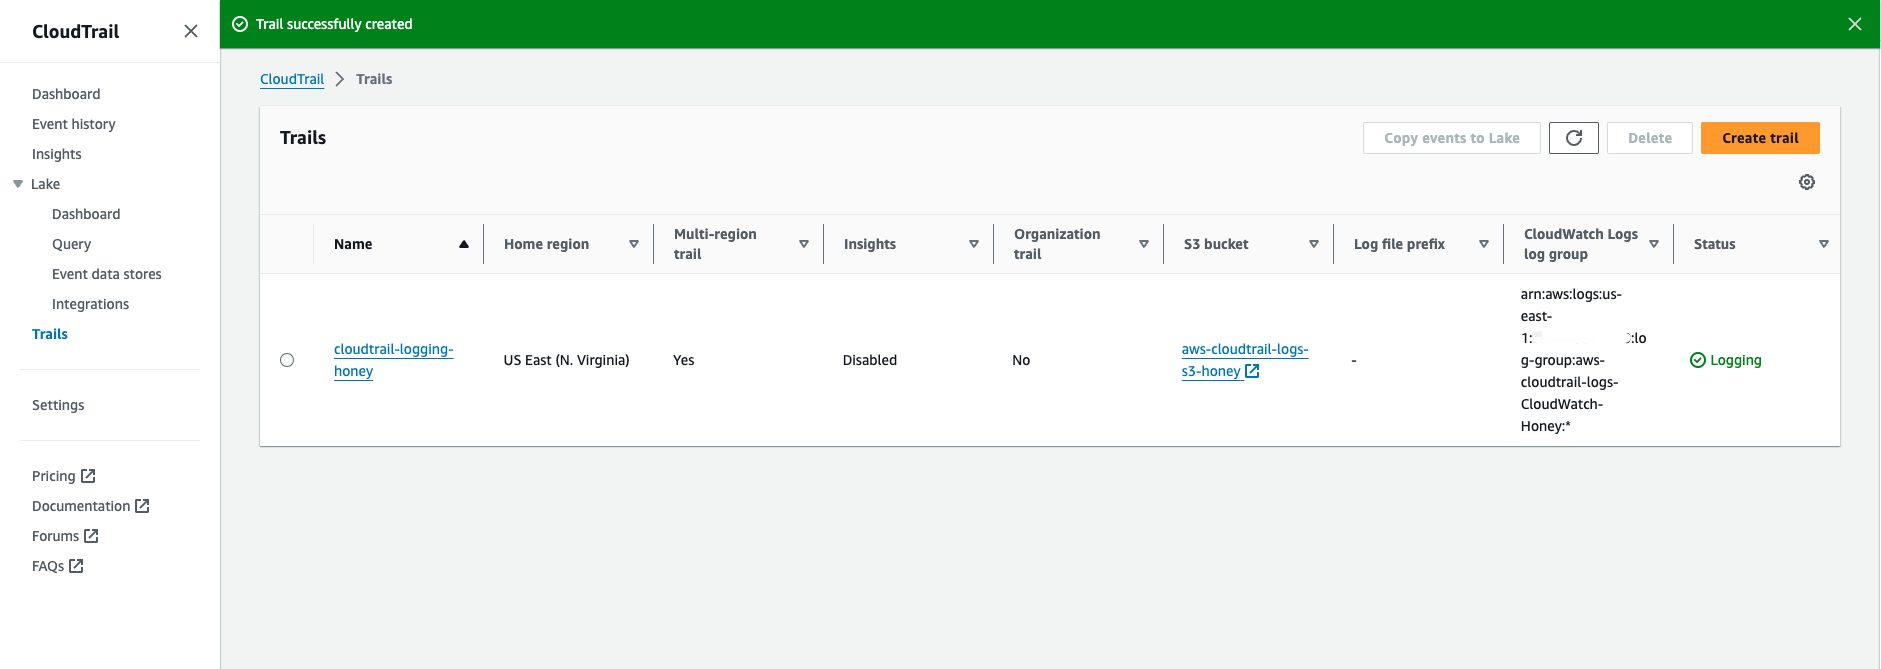 CloudTrail
Trail successfully created
Dashboard
Event history
Insights
Lake
Dashboard
Query
Event data stores
Integrations
Trails
Settings
Pricing
Documentation
Forums
FAQs
CloudTrail > Trails
Trails
Copy events to Lake
Delete
Create trail
Name
Home region
Multi-region
trail
Insights
Organization
trail
S3 bucket
Log file prefix
CloudWatch Logs
log group
Status
cloudtrail-logging-
honey
US East (N. Virginia)
Yes
Disabled
No
aws-cloudtrail-logs-
s3-honey
-
arn:aws:logs:us-
east-
1: :lo
g-group:aws-
cloudtrail-logs-
CloudWatch-
Honey:*
Logging